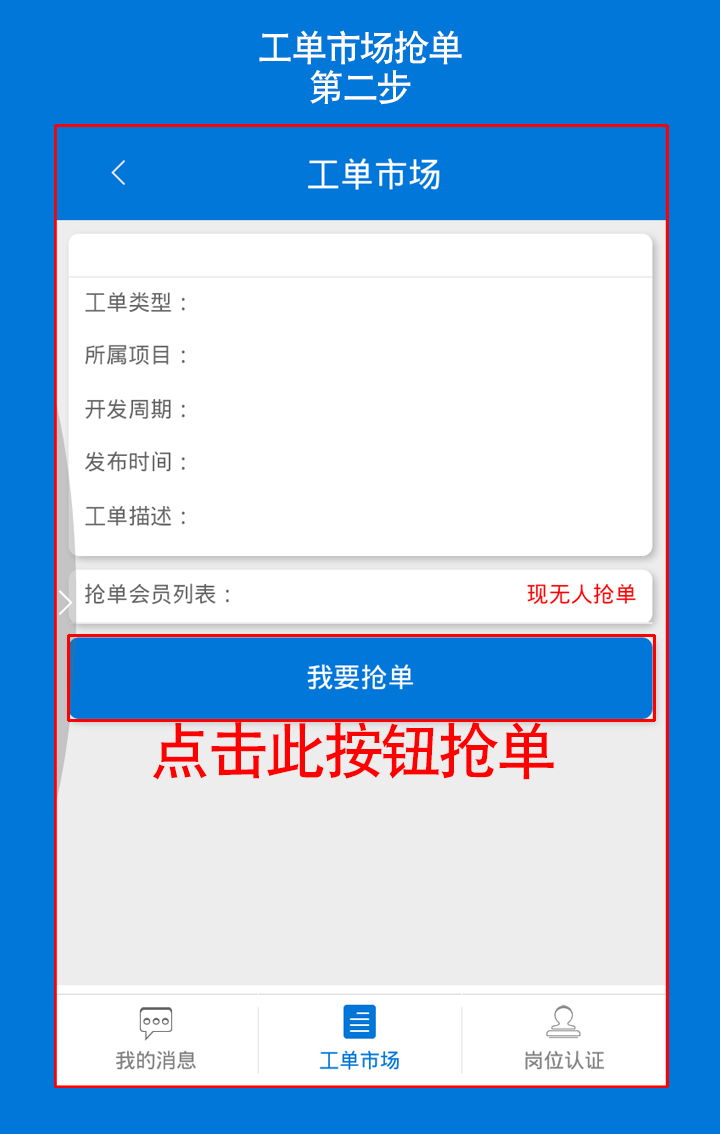 工单市场抢单
第二步
工单市场
工单类型：
所属项目：
开发周期：
发布时间：
工单描述：
抢单会员列表：
现无人抢单
我要抢单
点击此按钮抢单
我的消息
工单市场
岗位认证